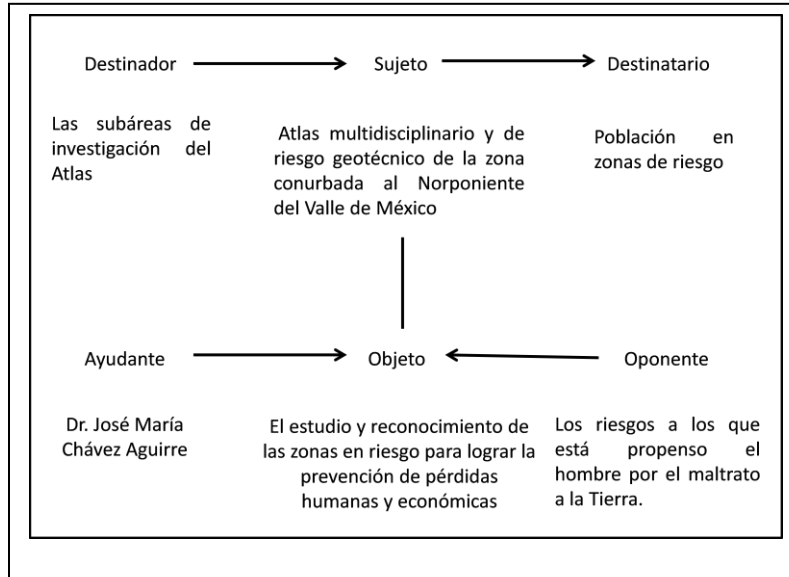 Destinador
Sujeto
Destinatario
Las subáreas de
investigación del
Atlas
Atlas multidisciplinario y de
riesgo geotécnico de la zona
conurbada al Norponiente
del Valle de México
Población en
zonas de riesgo
Ayudante
Objeto
Oponente
Dr. José María
Chávez Aguirre
El estudio y reconocimiento de
las zonas en riesgo para lograr la
prevención de pérdidas
humanas y económicas
Los riesgos a los que
está propenso el
hombre por el maltrato
a la Tierra.